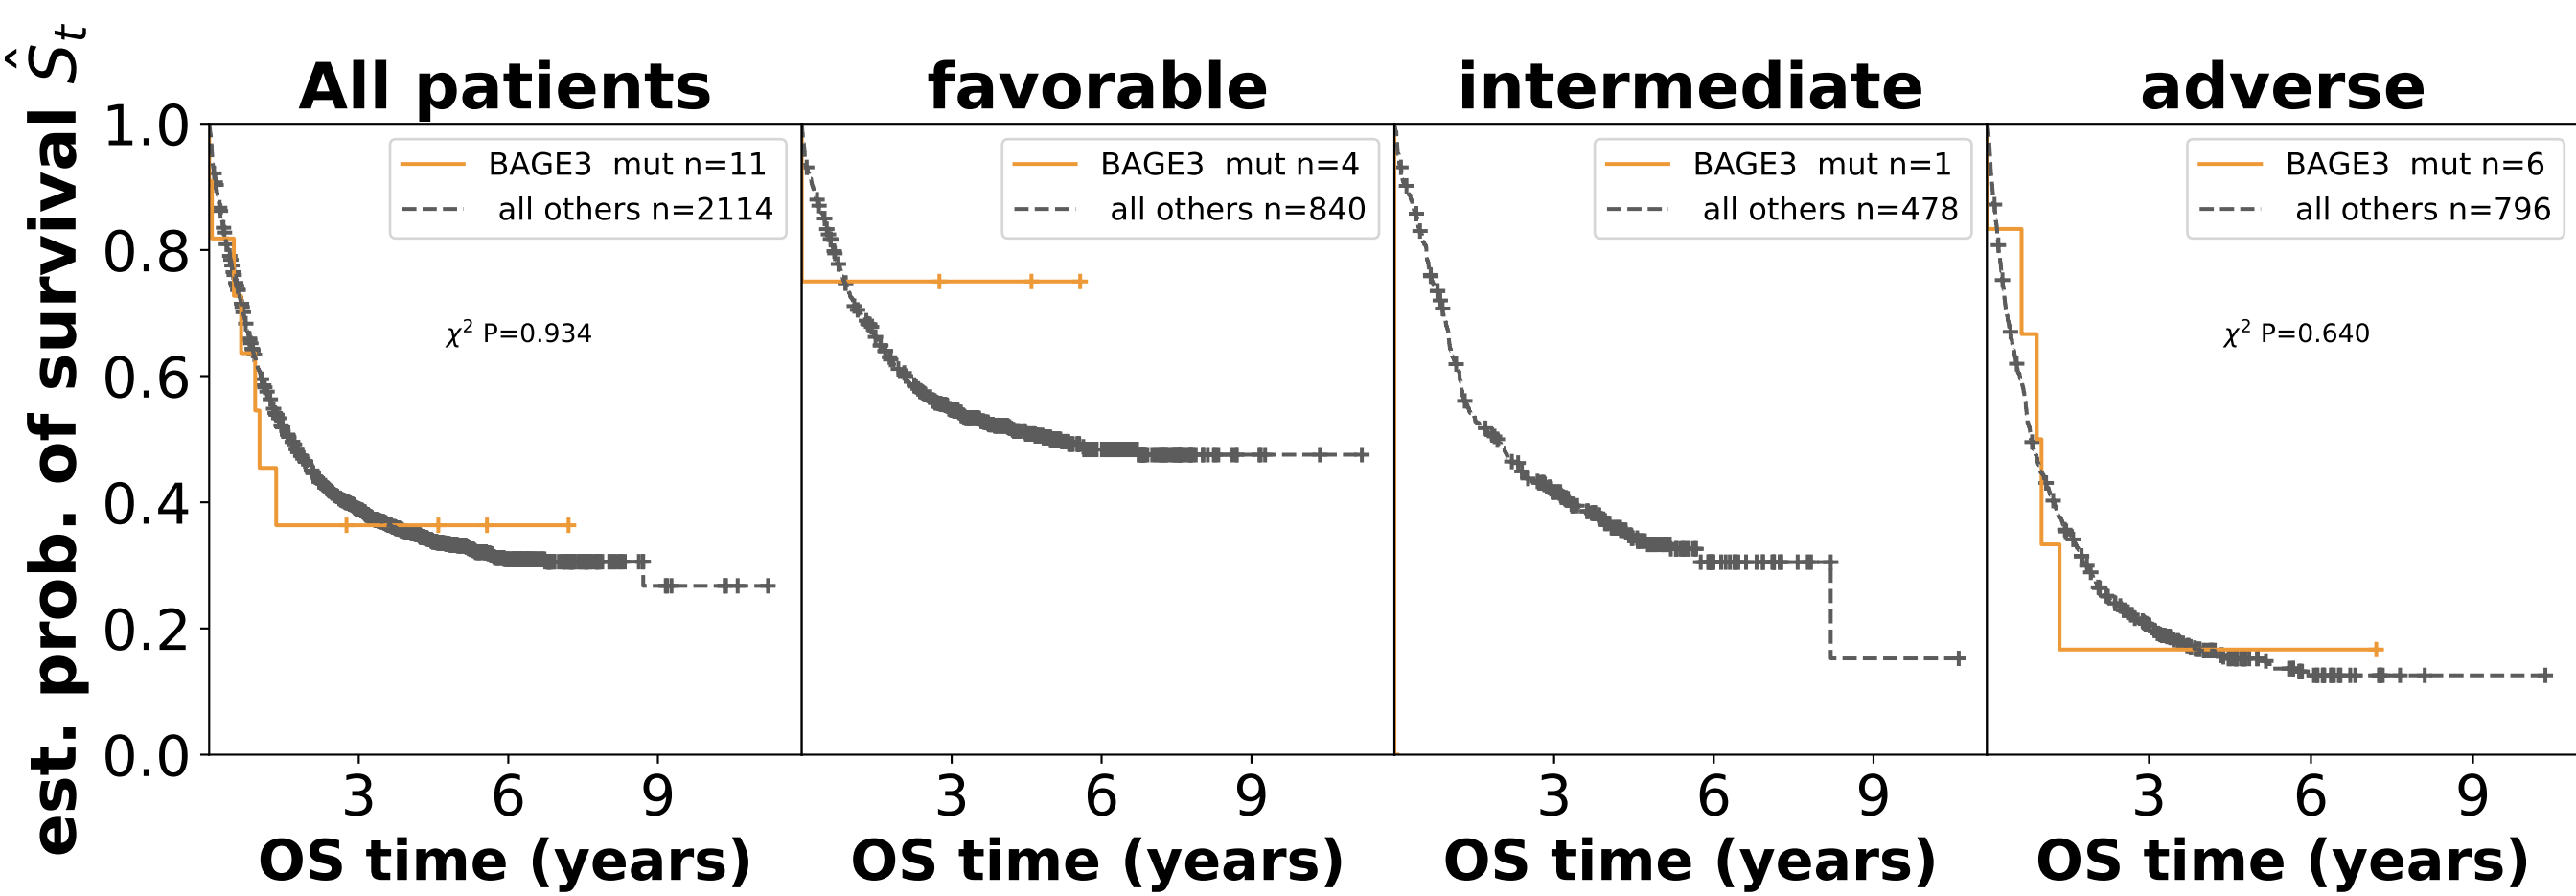 est. prob. of survival Ŝt
All patients
BAGE3 mut n=11
all others n=2114
χ² P=0.934
1.0
0.8
0.6
0.4
0.2
0.0
3 6 9
OS time (years)
favorable
BAGE3 mut n=4
all others n=840
3 6 9
OS time (years)
intermediate
BAGE3 mut n=1
all others n=478
3 6 9
OS time (years)
adverse
BAGE3 mut n=6
all others n=796
χ² P=0.640
3 6 9
OS time (years)